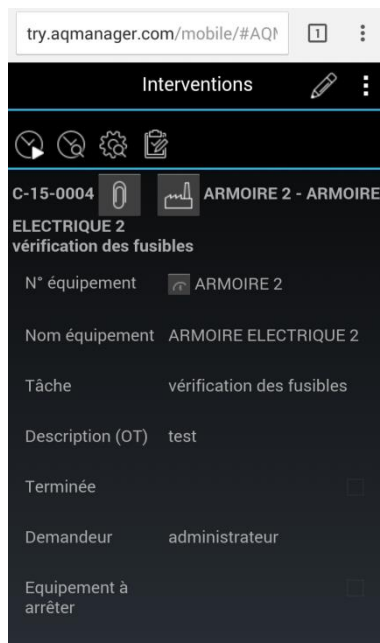 try.aqmanager.com/mobile/#AQM
1
Interventions
C-15-0004 ARMOIRE 2 - ARMOIRE
ELECTRIQUE 2
vérification des fusibles
N° équipement ARMOIRE 2
Nom équipement ARMOIRE ELECTRIQUE 2
Tâche vérification des fusibles
Description (OT) test
Terminée
Demandeur administrateur
Equipement à
arrêter